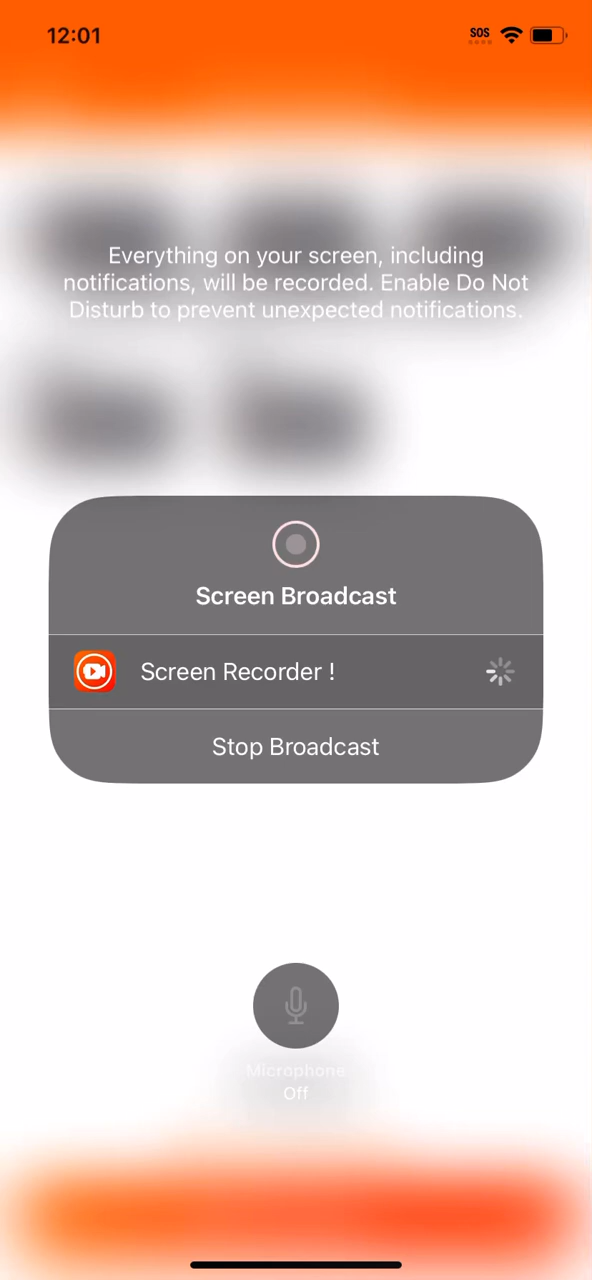 12:01
SOS
Everything on your screen, including
notifications, will be recorded. Enable Do Not
Disturb to prevent unexpected notifications.
Screen Broadcast
Screen Recorder !
Stop Broadcast
Microphone
Off